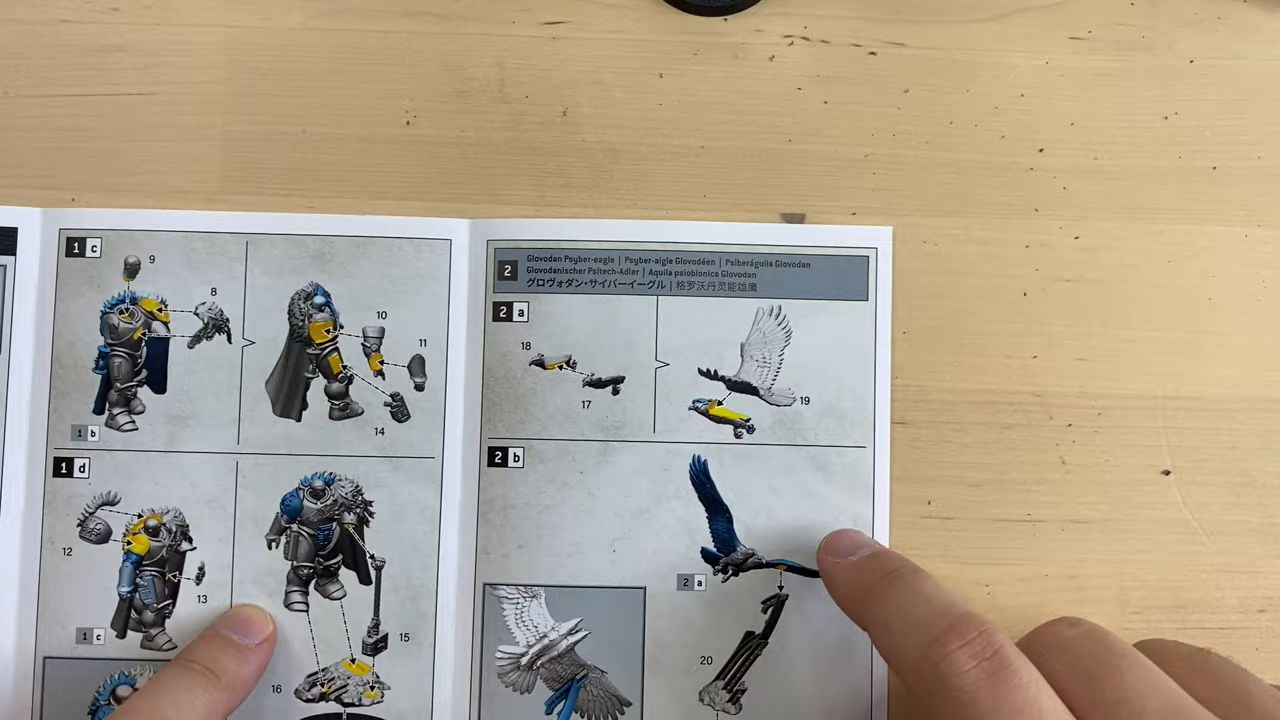 1 c
9
8
10
11
14
1 b
1 d
12
13
1 c
15
16
2
Glovodan Psyber-eagle | Psyber-aigle Glovodéen | Psiberáguila Glovodan
Glovodanischer Psitech-Adler | Aquila psiobionica Glovodan
グロヴォダン・サイバーイーグル | 格罗沃丹灵能雄鹰
2 a
18
17
19
2 b
2 a
20